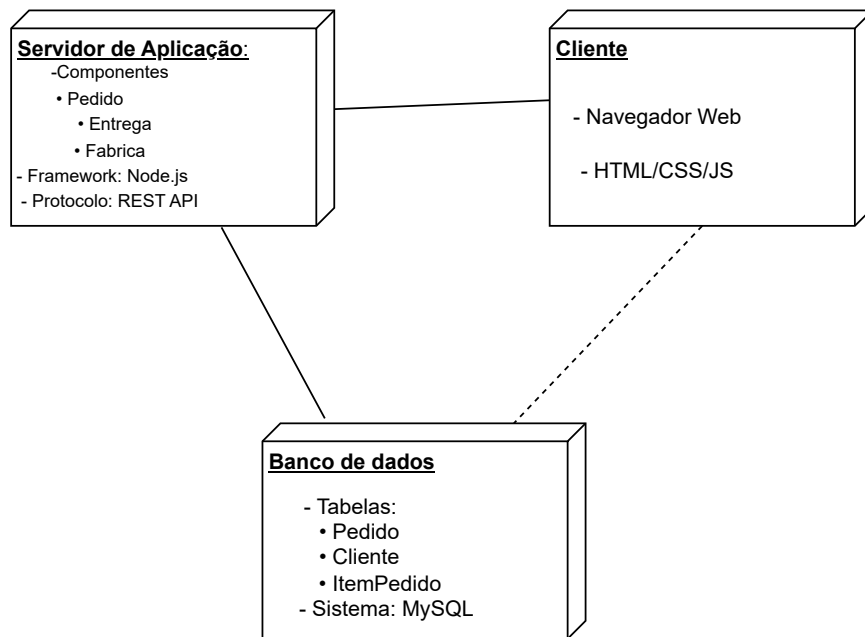 Servidor de Aplicação:
-Componentes
• Pedido
• Entrega
• Fabrica
- Framework: Node.js
- Protocolo: REST API
Cliente
- Navegador Web
- HTML/CSS/JS
Banco de dados
- Tabelas:
• Pedido
• Cliente
• ItemPedido
- Sistema: MySQL